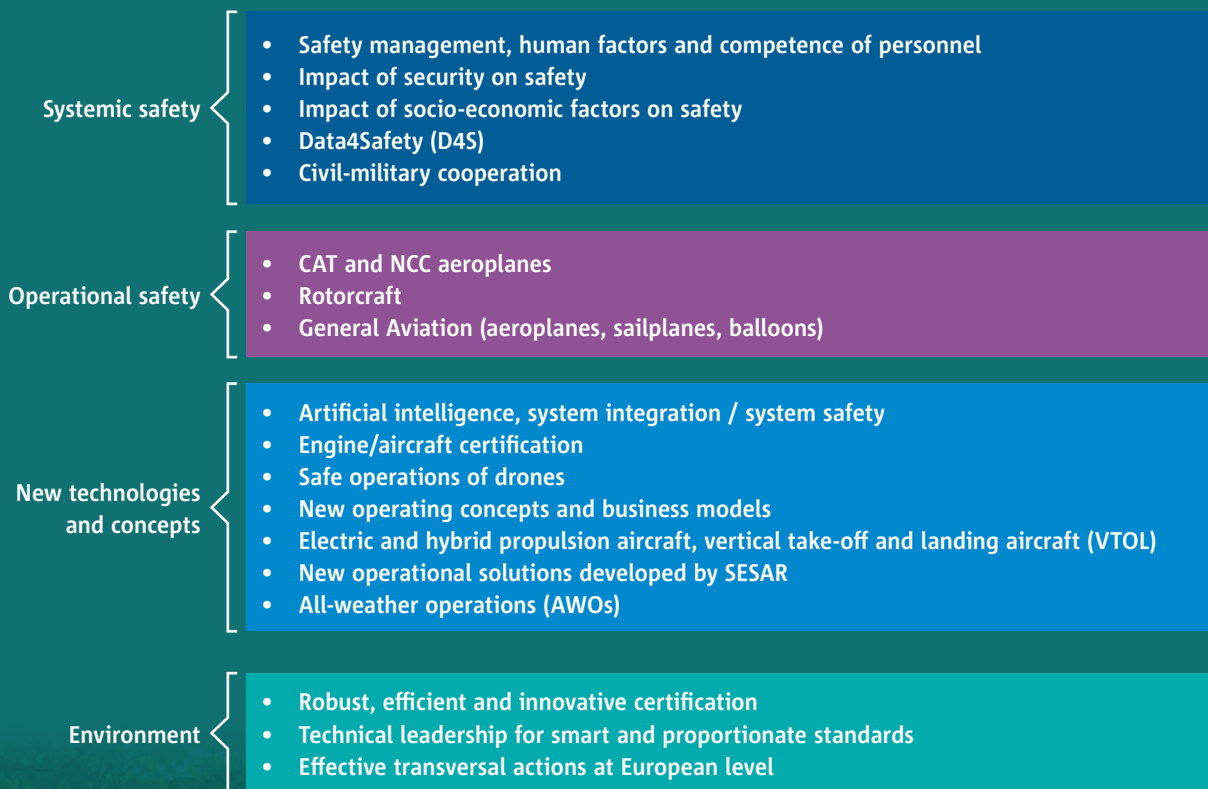 Systemic safety
• Safety management, human factors and competence of personnel
• Impact of security on safety
• Impact of socio-economic factors on safety
• Data4Safety (D4S)
• Civil-military cooperation
Operational safety
• CAT and NCC aeroplanes
• Rotorcraft
• General Aviation (aeroplanes, sailplanes, balloons)
New technologies
and concepts
• Artificial intelligence, system integration / system safety
• Engine/aircraft certification
• Safe operations of drones
• New operating concepts and business models
• Electric and hybrid propulsion aircraft, vertical take-off and landing aircraft (VTOL)
• New operational solutions developed by SESAR
• All-weather operations (AWOs)
Environment
• Robust, efficient and innovative certification
• Technical leadership for smart and proportionate standards
• Effective transversal actions at European level